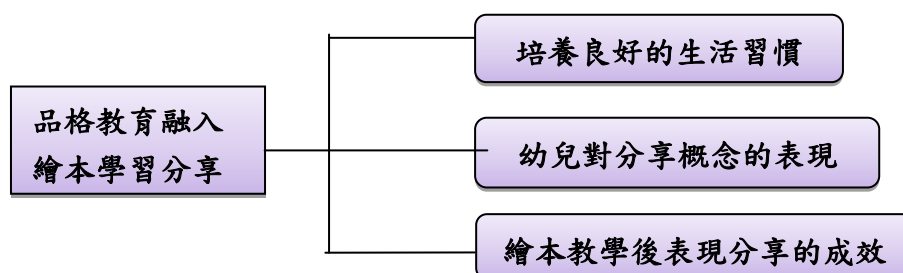 培養良好的生活習慣
品格教育融入
繪本學習分享
幼兒對分享概念的表現
繪本教學後表現分享的成效